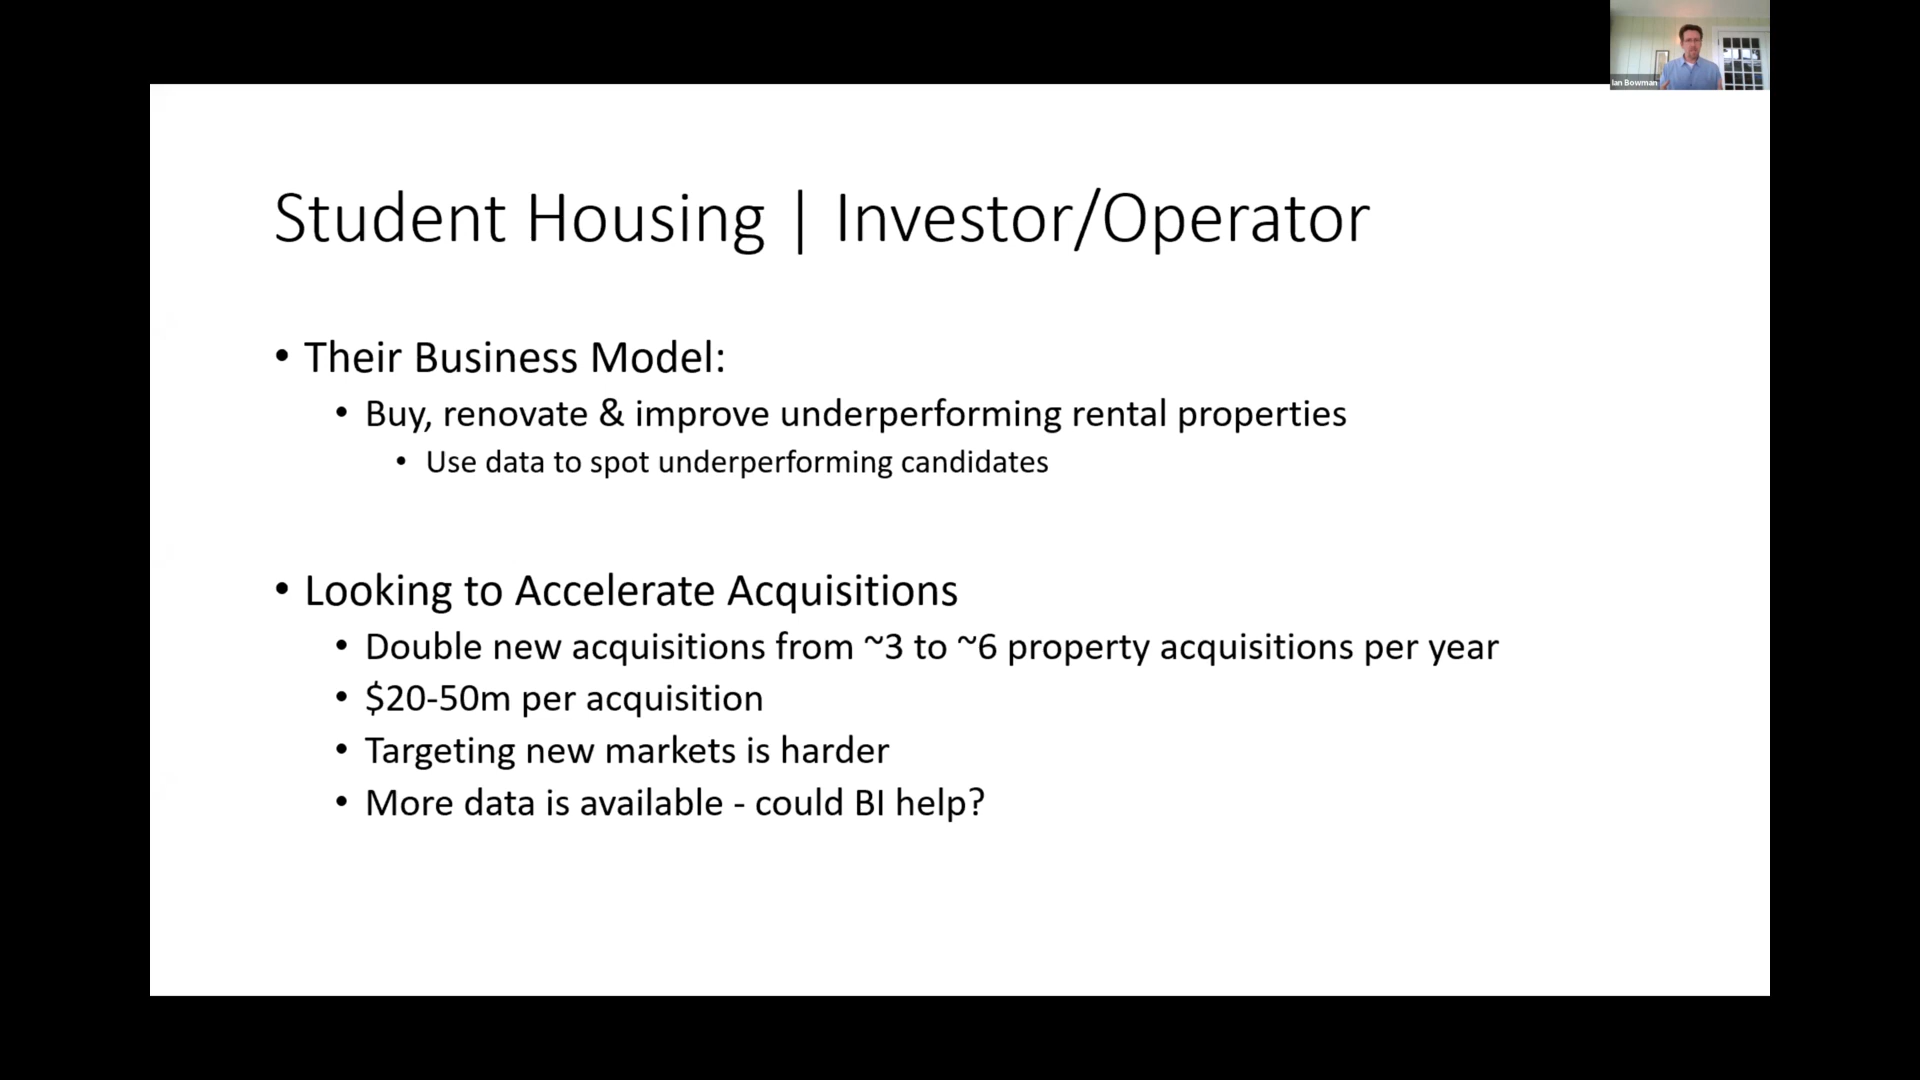 Ian Bowman
Student Housing | Investor/Operator
• Their Business Model:
• Buy, renovate & improve underperforming rental properties
• Use data to spot underperforming candidates
• Looking to Accelerate Acquisitions
• Double new acquisitions from ~3 to ~6 property acquisitions per year
• $20-50m per acquisition
• Targeting new markets is harder
• More data is available - could BI help?